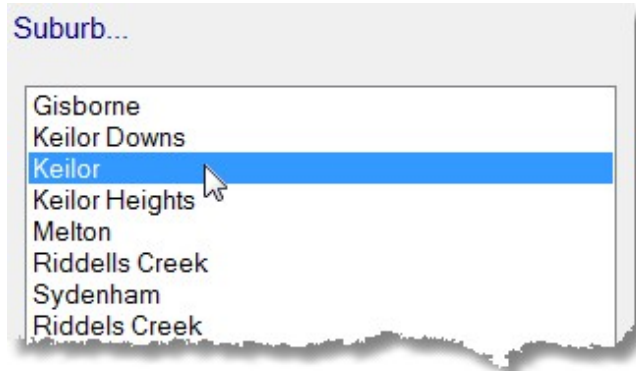 Suburb...
Gisborne
Keilor Downs
Keilor
Keilor Heights
Melton
Riddells Creek
Sydenham
Riddels Creek